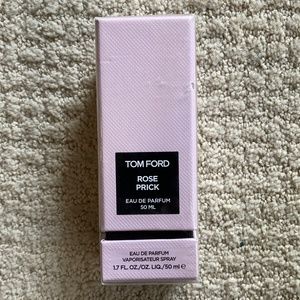 TOM FORD
ROSE
PRICK
EAU DE PARFUM
50 ML
EAU DE PARFUM
VAPORISATEUR SPRAY
1.7 FL. OZ./OZ. LIQ./50 ml ℮